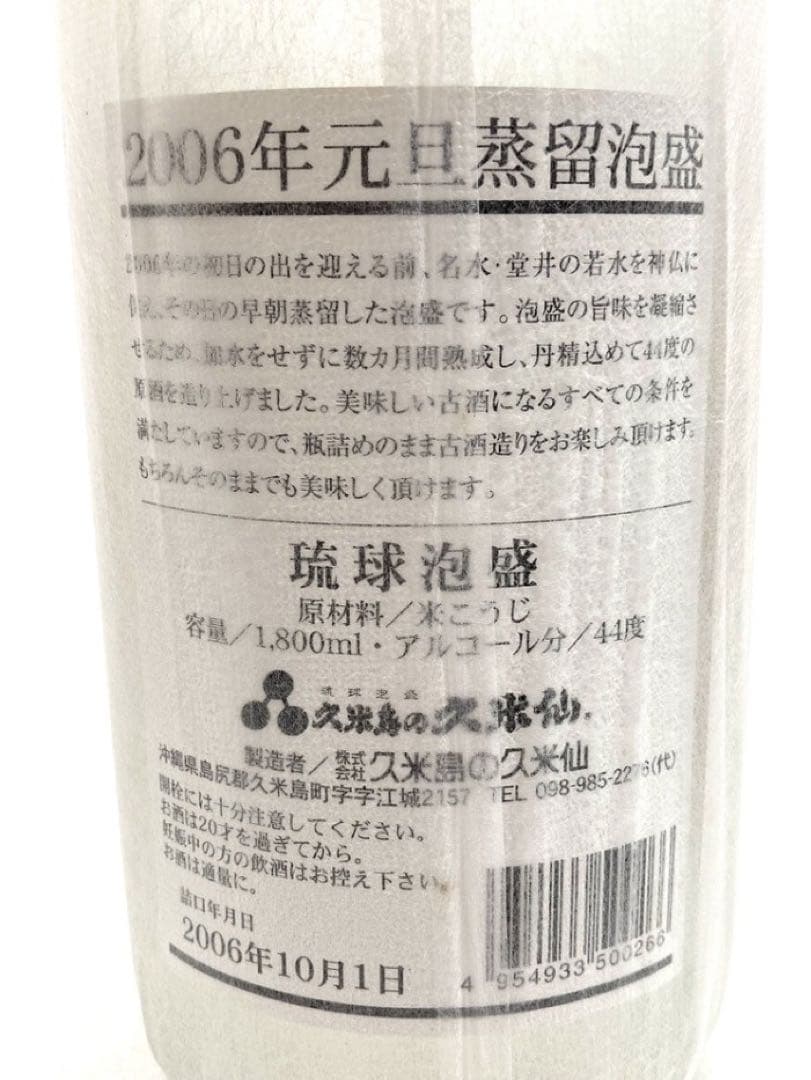 2006年元旦蒸留泡盛
2006年の初日の出を迎える前、名水・堂井の若水を神仏に
供え、その日の早朝蒸留した泡盛です。泡盛の旨味を凝縮さ
せるため、加水をせずに数カ月間熟成し、丹精込めて44度の
原酒を造り上げました。美味しい古酒になるすべての条件を
満たしていますので、瓶詰めのまま古酒造りをお楽しみ頂けます。
もちろんそのままでも美味しく頂けます。
琉球泡盛
原材料／米こうじ
容量／1,800ml・アルコール分／44度
琉球泡盛
久米島の久米仙
製造者／株式会社久米島の久米仙
沖縄県島尻郡久米島町字宇江城2157 TEL 098-985-2276(代)
開栓には十分注意してください。
お酒は20才を過ぎてから。
妊娠中の方の飲酒はお控え下さい。
お酒は適量に。
詰口年月日
2006年10月1日
4 954933 500266